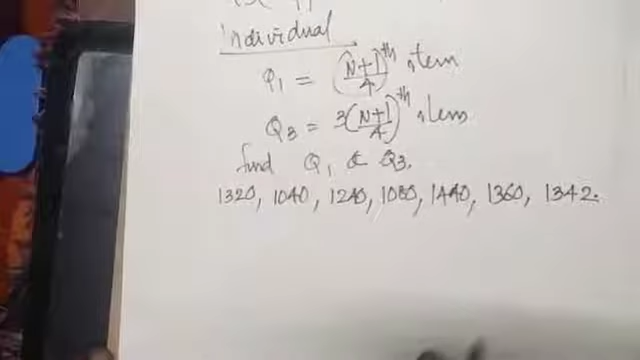 Individual
Q1 = (N+1/4)th item
Q3 = 3(N+1/4)th item
find Q1 & Q3.
1320, 1040, 1240, 1080, 1440, 1360, 1342.